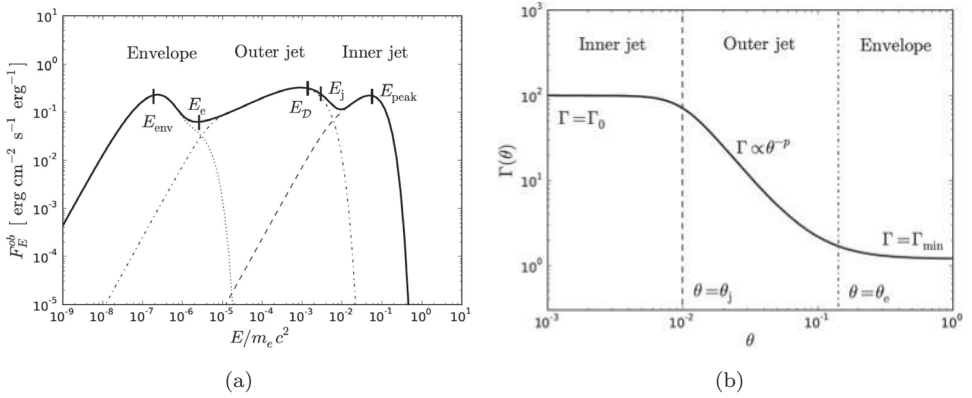 10^1
10^0
10^-1
10^-2
10^-3
10^-4
10^-5
F_E^ob [ erg cm^-2 s^-1 erg^-1]
Envelope Outer jet Inner jet
E_env
E_e
E_D
E_j
E_peak
10^-9 10^-8 10^-7 10^-6 10^-5 10^-4 10^-3 10^-2 10^-1 10^0 10^1
E/m_e c^2
(a)
10^3
10^2
10^1
10^0
Γ(θ)
Inner jet Outer jet Envelope
Γ=Γ_0
Γ∝θ^-p
Γ=Γ_min
θ=θ_j
θ=θ_e
10^-3 10^-2 10^-1 10^0
θ
(b)